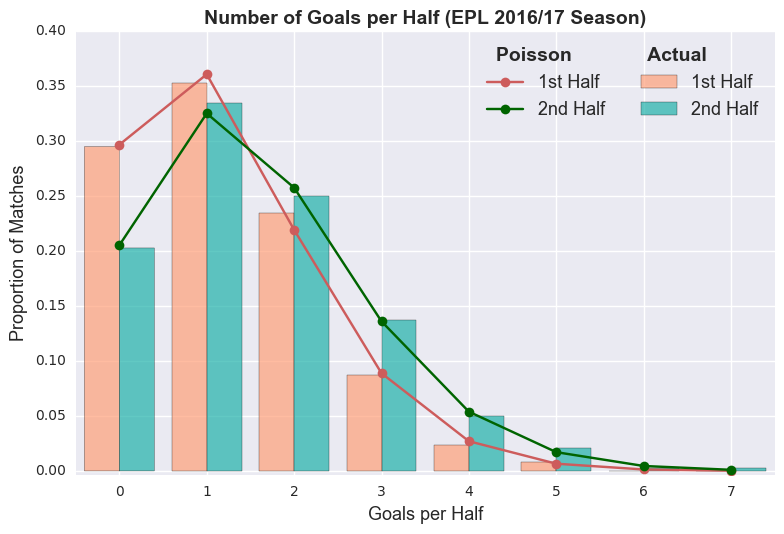 Number of Goals per Half (EPL 2016/17 Season)
Poisson Actual
1st Half 1st Half
2nd Half 2nd Half
0.40
0.35
0.30
0.25
0.20
0.15
0.10
0.05
0.00
Proportion of Matches
0 1 2 3 4 5 6 7
Goals per Half